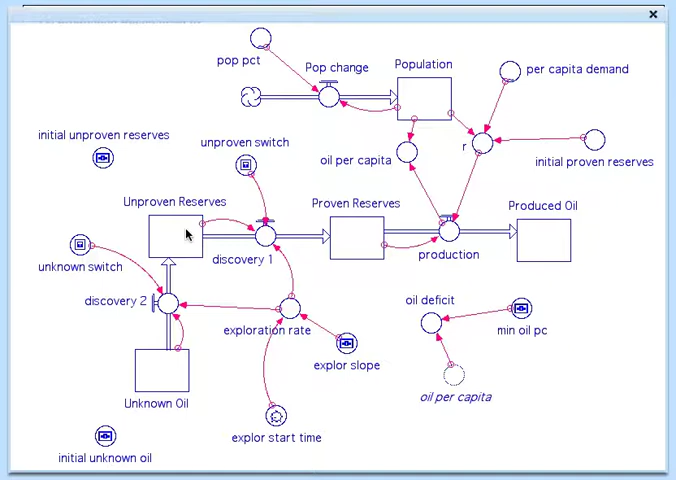 pop pct
Pop change
Population
per capita demand
initial unproven reserves
unproven switch
oil per capita
r
initial proven reserves
Unproven Reserves
Proven Reserves
Produced Oil
unknown switch
discovery 1
production
discovery 2
oil deficit
exploration rate
min oil pc
explor slope
oil per capita
Unknown Oil
explor start time
initial unknown oil